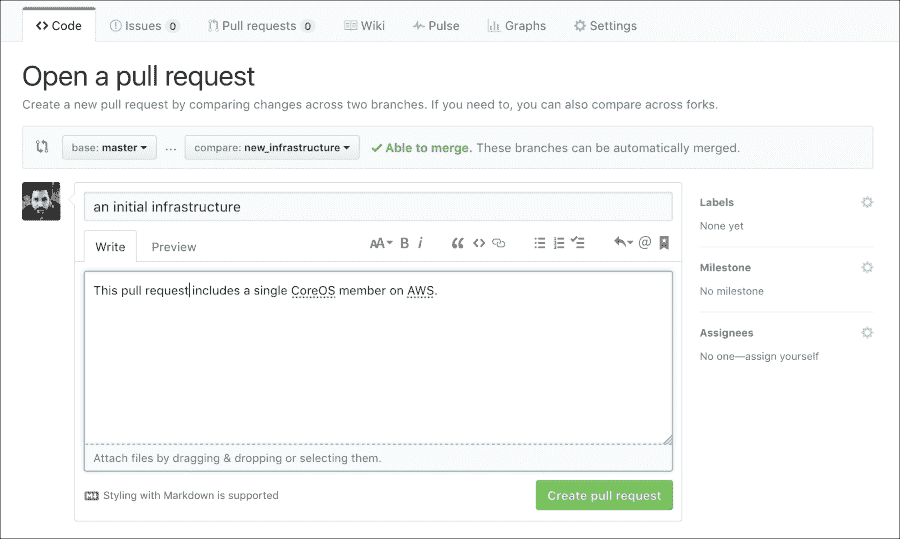 Code Issues 0 Pull requests 0 Wiki Pulse Graphs Settings
Open a pull request
Create a new pull request by comparing changes across two branches. If you need to, you can also compare across forks.
base: master ... compare: new_infrastructure Able to merge. These branches can be automatically merged.
an initial infrastructure
Write Preview AA B i @
This pull request includes a single CoreOS member on AWS.
Attach files by dragging & dropping or selecting them.
Styling with Markdown is supported
Create pull request
Labels
None yet
Milestone
No milestone
Assignees
No one—assign yourself